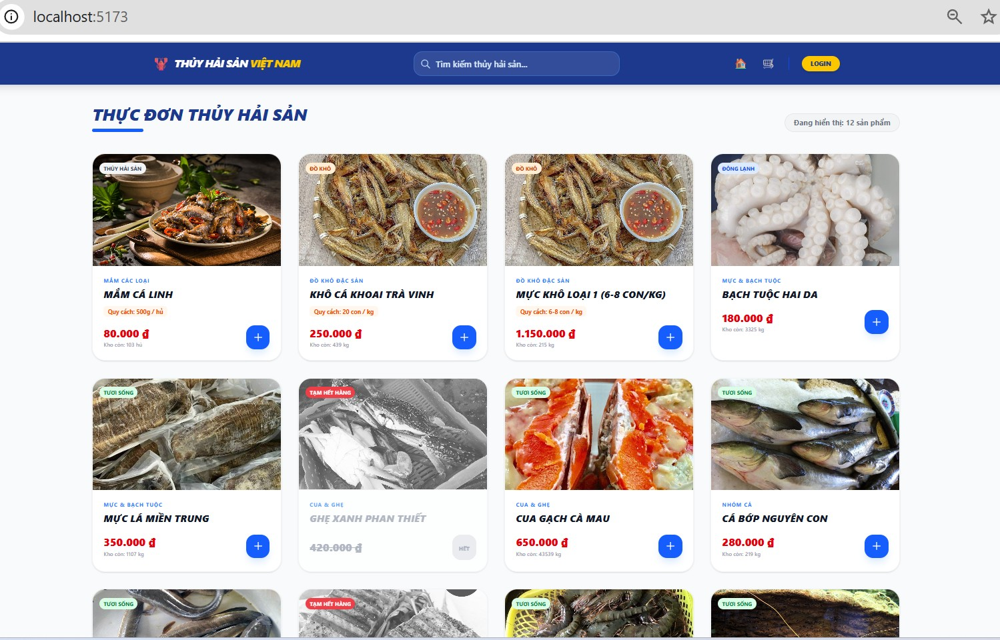 localhost:5173
THỦY HẢI SẢN VIỆT NAM
Tìm kiếm thủy hải sản...
LOGIN
THỰC ĐƠN THỦY HẢI SẢN
Đang hiển thị: 12 sản phẩm
THỦY HẢI SẢN
ĐỒ KHÔ
ĐỒ KHÔ
ĐÔNG LẠNH
MẮM CÁC LOẠI
MẮM CÁ LINH
Quy cách: 500g / hủ
80.000 ₫
Kho còn: 103 hủ
ĐỒ KHÔ ĐẶC SẢN
KHÔ CÁ KHOAI TRÀ VINH
Quy cách: 20 con / kg
250.000 ₫
Kho còn: 439 kg
ĐỒ KHÔ ĐẶC SẢN
MỰC KHÔ LOẠI 1 (6-8 CON/KG)
Quy cách: 6-8 con / kg
1.150.000 ₫
Kho còn: 215 kg
MỰC & BẠCH TUỘC
BẠCH TUỘC HAI DA
180.000 ₫
Kho còn: 3325 kg
TƯƠI SỐNG
TẠM HẾT HÀNG
TƯƠI SỐNG
TƯƠI SỐNG
MỰC & BẠCH TUỘC
MỰC LÁ MIỀN TRUNG
350.000 ₫
Kho còn: 1107 kg
CUA & GHẸ
GHẸ XANH PHAN THIẾT
420.000 ₫
HẾT
CUA & GHẸ
CUA GẠCH CÀ MAU
650.000 ₫
Kho còn: 43539 kg
NHÓM CÁ
CÁ BỚP NGUYÊN CON
280.000 ₫
Kho còn: 219 kg
TƯƠI SỐNG
TẠM HẾT HÀNG
TƯƠI SỐNG
TƯƠI SỐNG